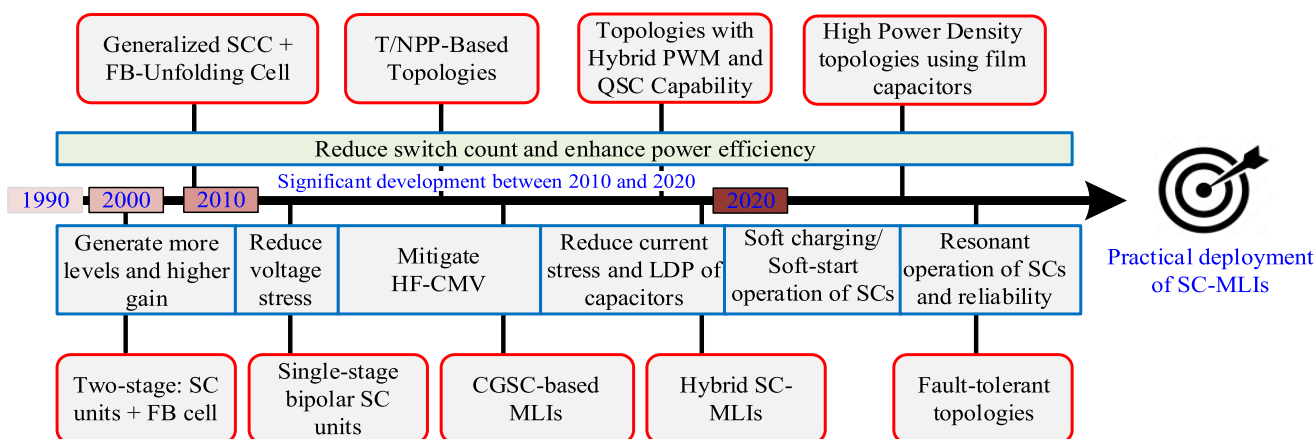 Generalized SCC +
FB-Unfolding Cell
T/NPP-Based
Topologies
Topologies with
Hybrid PWM and
QSC Capability
High Power Density
topologies using film
capacitors
Reduce switch count and enhance power efficiency
Significant development between 2010 and 2020
1990
2000
2010
2020
Generate more
levels and higher
gain
Reduce
voltage
stress
Mitigate
HF-CMV
Reduce current
stress and LDP of
capacitors
Soft charging/
Soft-start
operation of SCs
Resonant
operation of SCs
and reliability
Practical deployment
of SC-MLIs
Two-stage: SC
units + FB cell
Single-stage
bipolar SC
units
CGSC-based
MLIs
Hybrid SC-
MLIs
Fault-tolerant
topologies